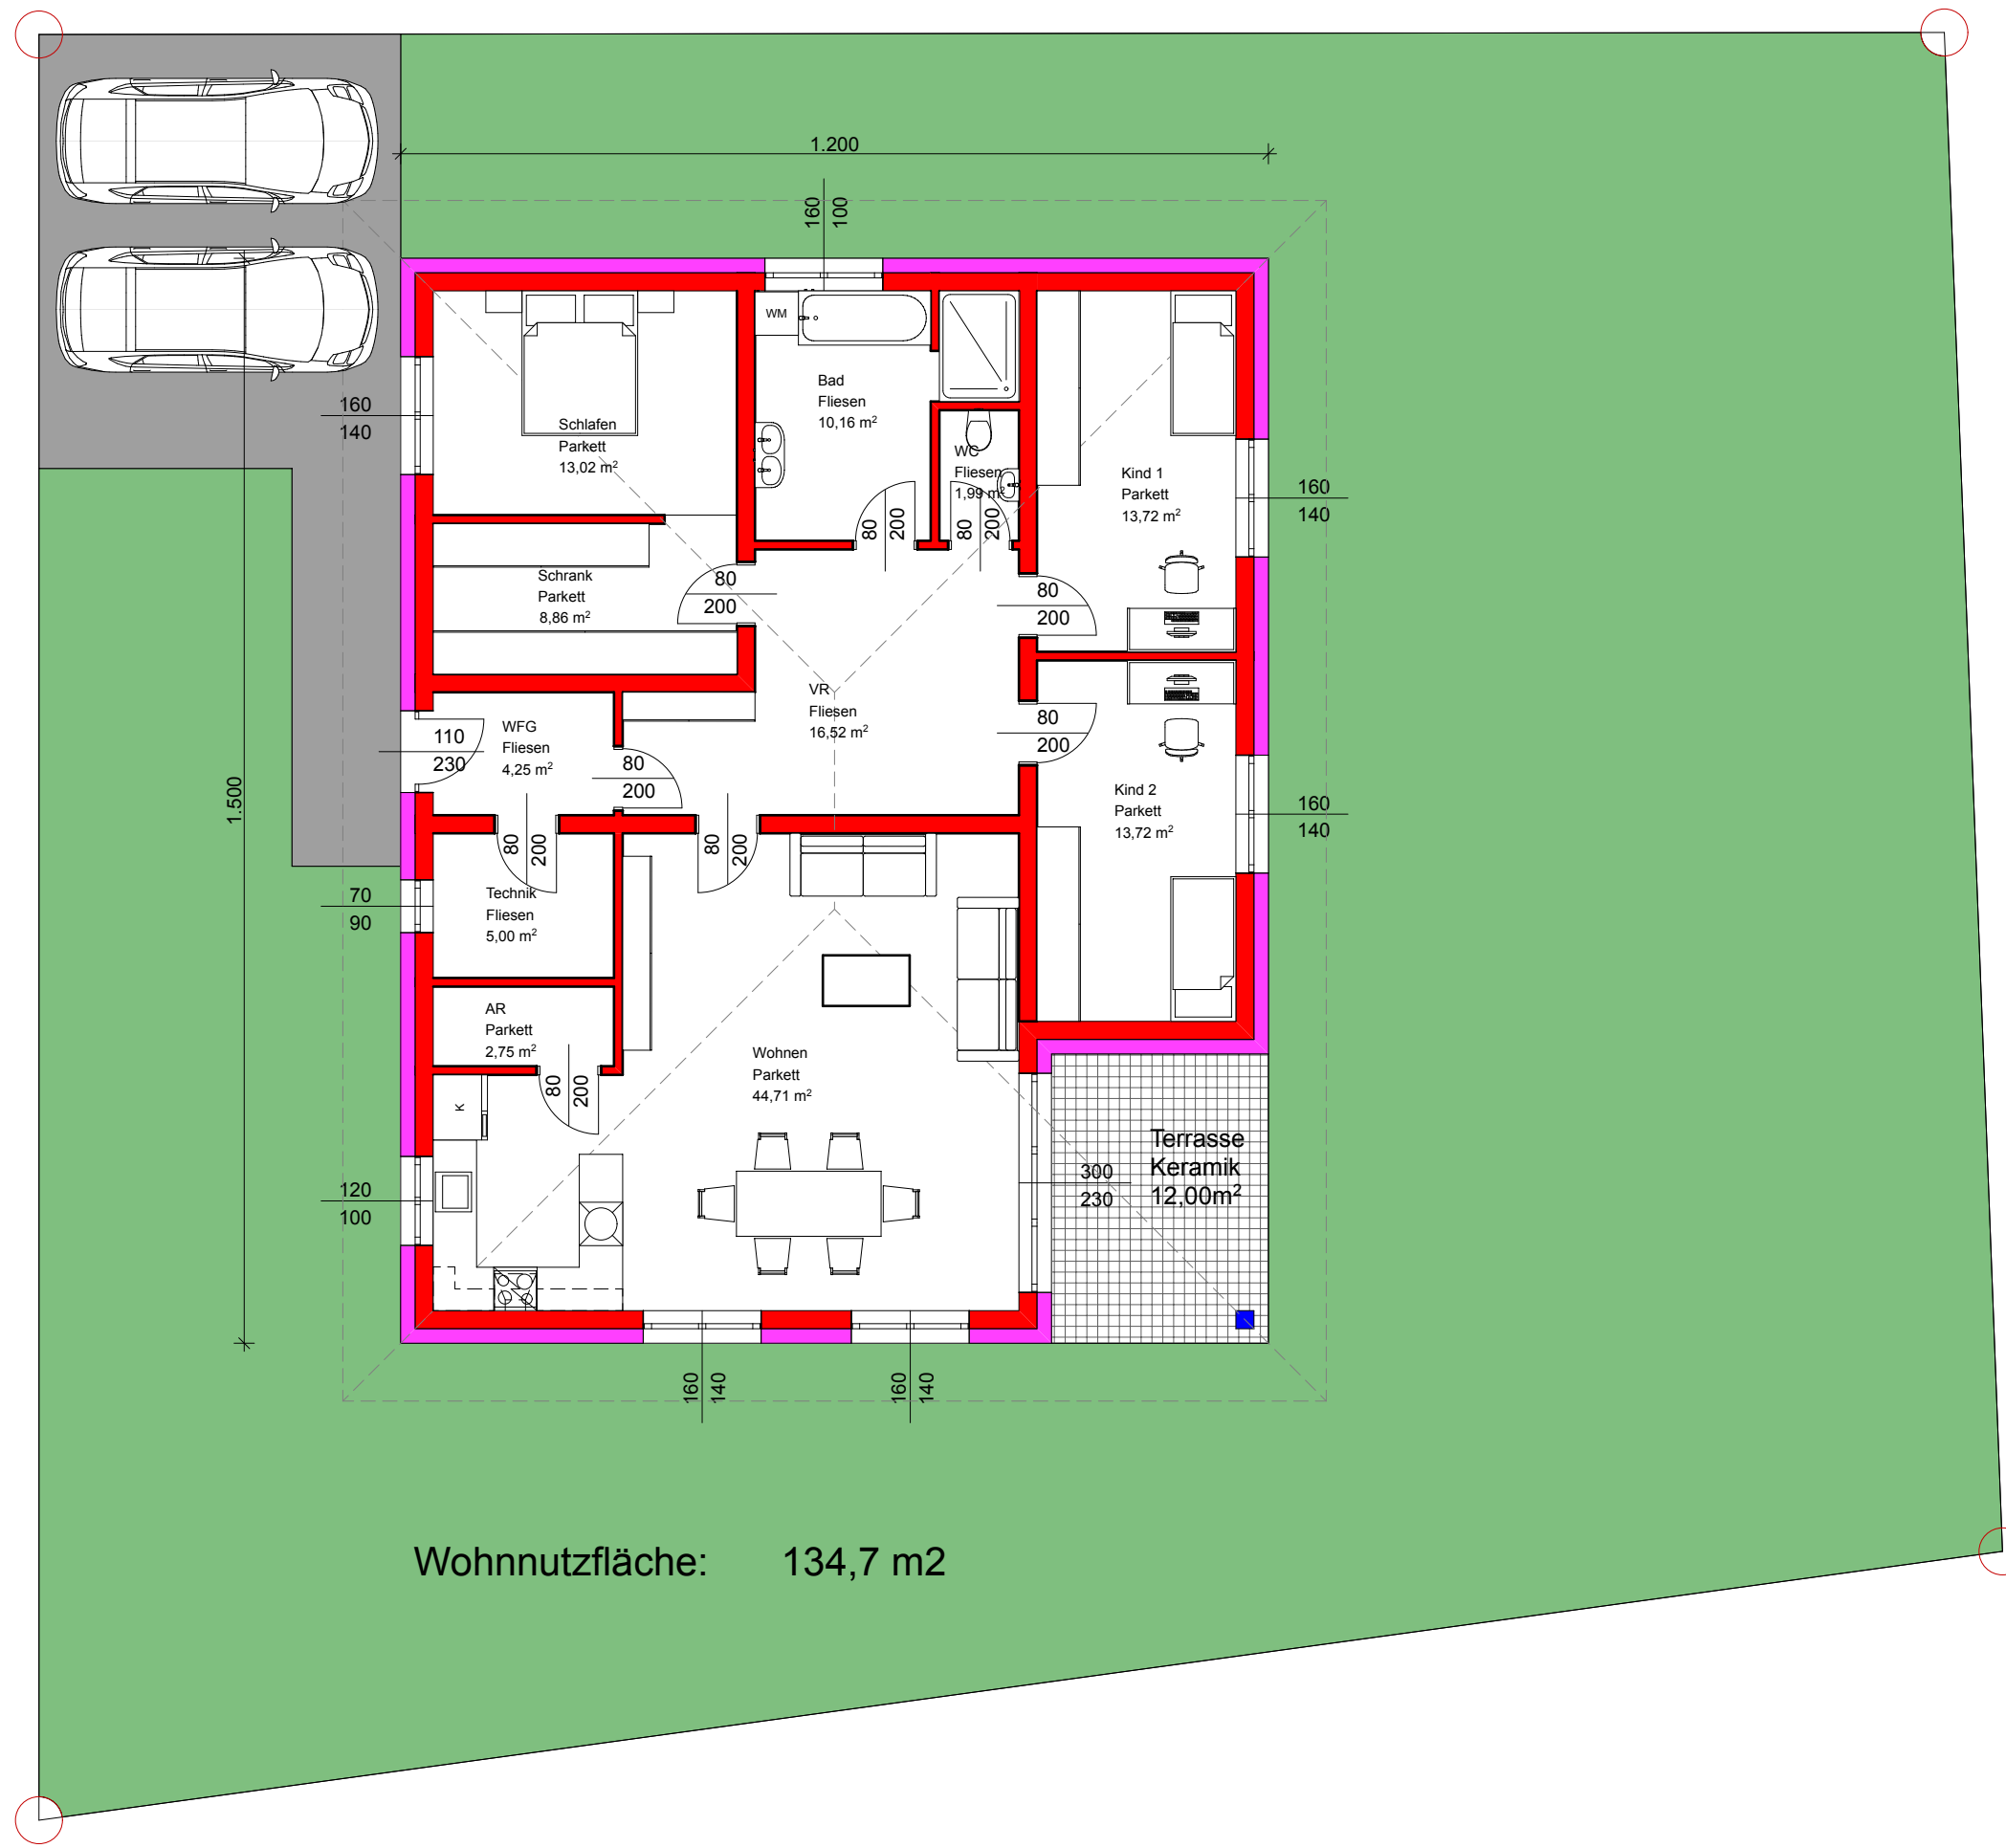 1.200
160
100
WM
Bad
Fliesen
10,16 m²
160
140
Schlafen
Parkett
13,02 m²
WC
Fliesen
1,99 m²
Kind 1
Parkett
13,72 m²
160
140
80
200
80
200
Schrank
Parkett
8,86 m²
80
200
80
200
VR
Fliesen
16,52 m²
80
200
WFG
Fliesen
4,25 m²
110
230
80
200
1.500
Kind 2
Parkett
13,72 m²
160
140
80
200
80
200
70
90
Technik
Fliesen
5,00 m²
AR
Parkett
2,75 m²
80
200
K
Wohnen
Parkett
44,71 m²
Terrasse
Keramik
12,00m²
300
230
120
100
160
140
160
140
Wohnnutzfläche: 134,7 m2